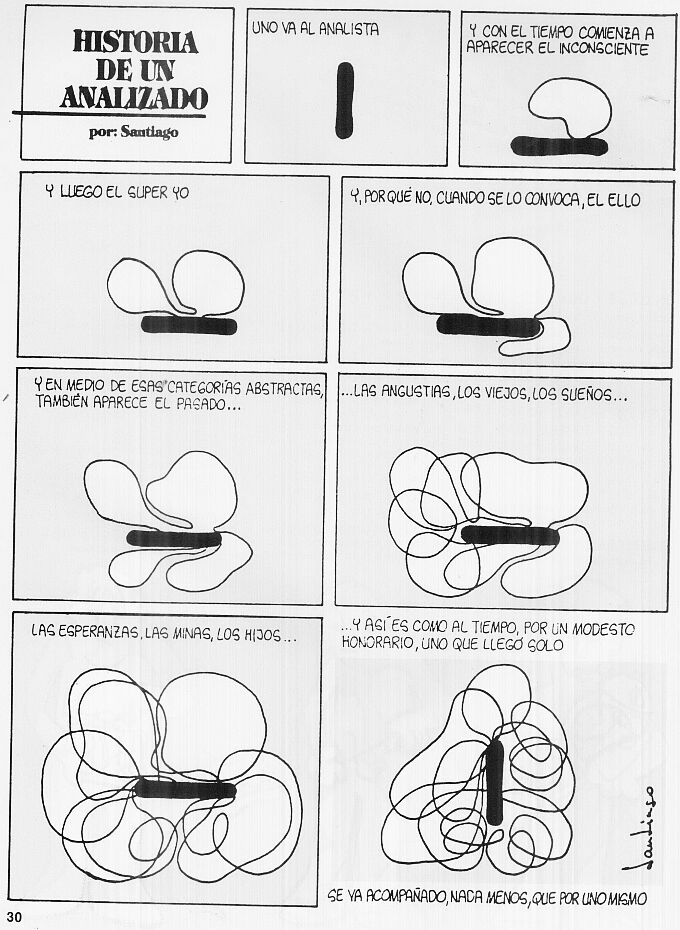 HISTORIA
DE UN
ANALIZADO
por: Santiago
UNO VA AL ANALISTA
Y CON EL TIEMPO COMIENZA A
APARECER EL INCONSCIENTE
Y LUEGO EL SUPER YO
Y, POR QUÉ NO, CUANDO SE LO CONVOCA, EL ELLO
Y EN MEDIO DE ESAS "CATEGORÍAS ABSTRACTAS,
TAMBIÉN APARECE EL PASADO...
...LAS ANGUSTIAS, LOS VIEJOS, LOS SUEÑOS...
LAS ESPERANZAS, LAS MINAS, LOS HIJOS...
...Y ASÍ ES COMO AL TIEMPO, POR UN MODESTO
HONORARIO, UNO QUE LLEGÓ SOLO
Santiago
SE VA ACOMPAÑADO, NADA MENOS, QUE POR UNO MISMO
30